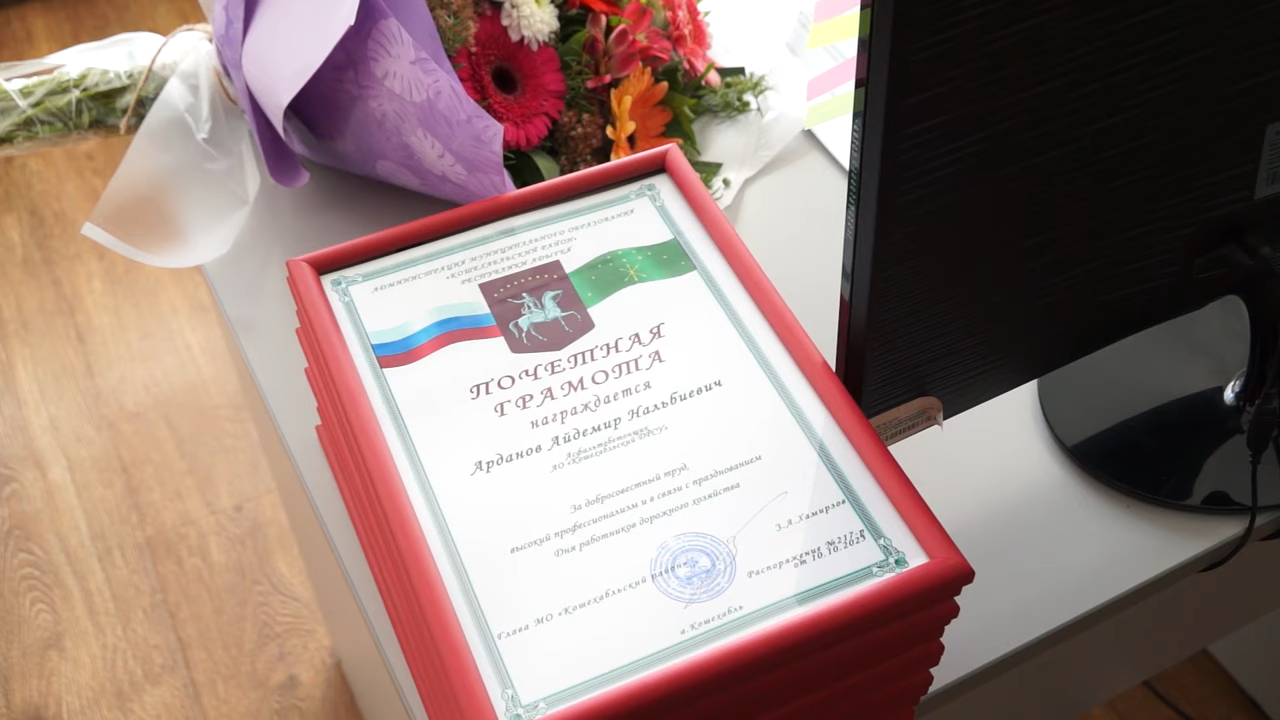 АДМИНИСТРАЦИЯ МУНИЦИПАЛЬНОГО ОБРАЗОВАНИЯ
«КОШЕХАБЛЬСКИЙ РАЙОН»
РЕСПУБЛИКИ АДЫГЕЯ
ПОЧЕТНАЯ
ГРАМОТА
награждается
Арданов Айдемир Нальбиевич
Асфальтобетонщик
АО «Кошехабльский ДРСУ»
За добросовестный труд,
высокий профессионализм и в связи с празднованием
Дня работников дорожного хозяйства
Глава МО «Кошехабльский район»
З.А.Хамирзов
Распоряжение №217-р
от 10.10.2025
а.Кошехабль